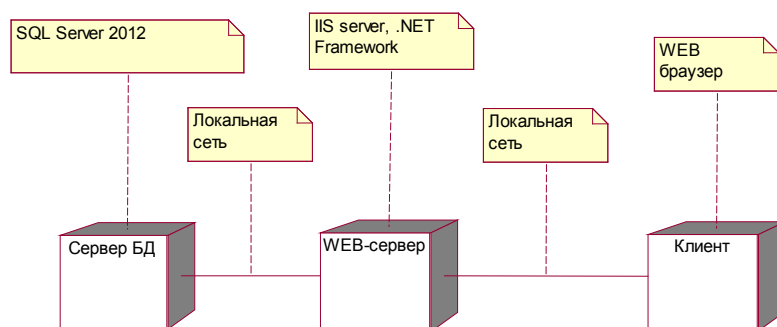 SQL Server 2012
IIS server, .NET
Framework
WEB
браузер
Локальная
сеть
Локальная
сеть
Сервер БД
WEB-сервер
Клиент